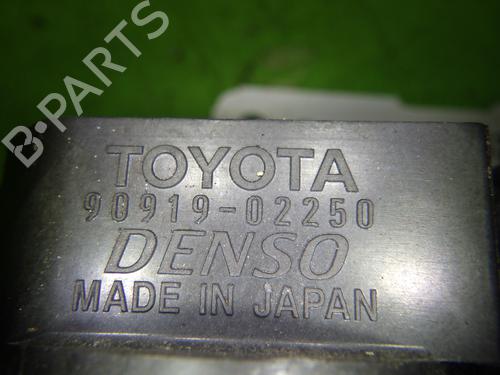 B-PARTS
TOYOTA
90919-02250
DENSO
MADE IN JAPAN